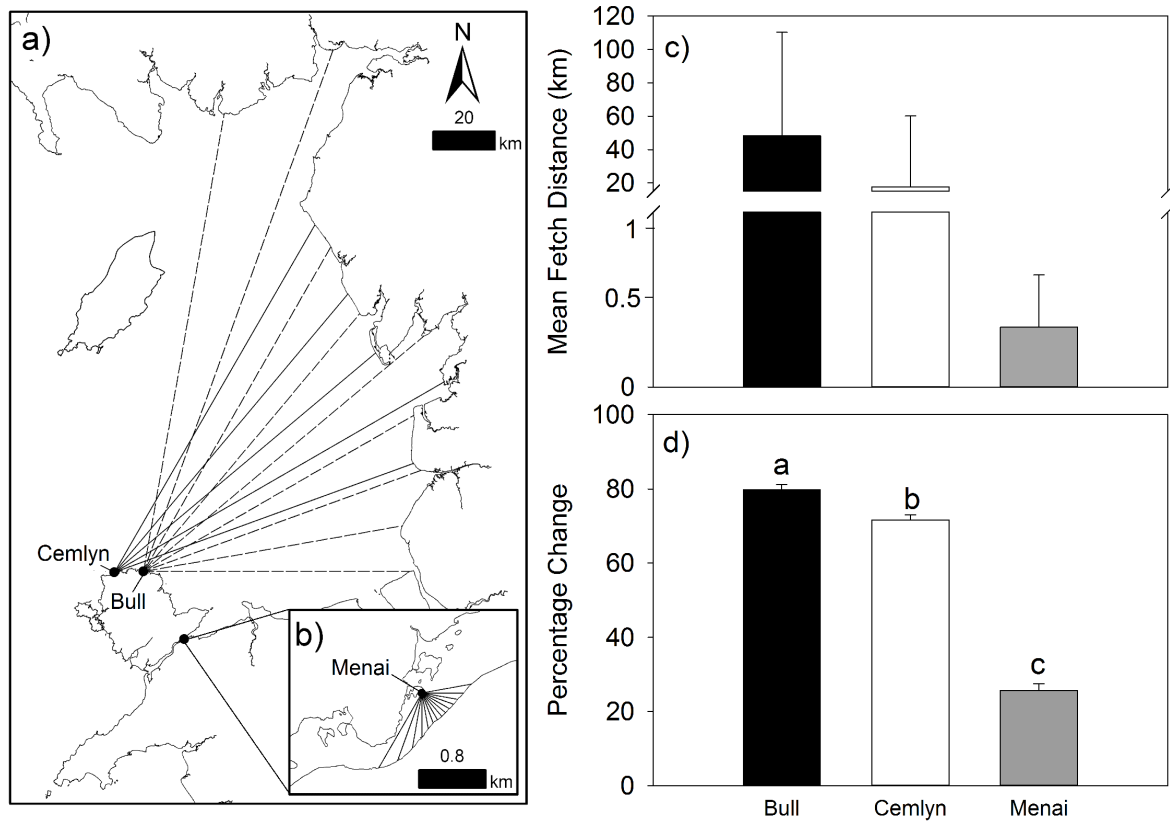 a)
N
20
km
Cemlyn
Bull
b)
Menai
0.8
km
c)
Mean Fetch Distance (km)
120
100
80
60
40
20
1
0.5
0
d)
Percentage Change
100
80
60
40
20
0
a
b
c
Bull Cemlyn Menai